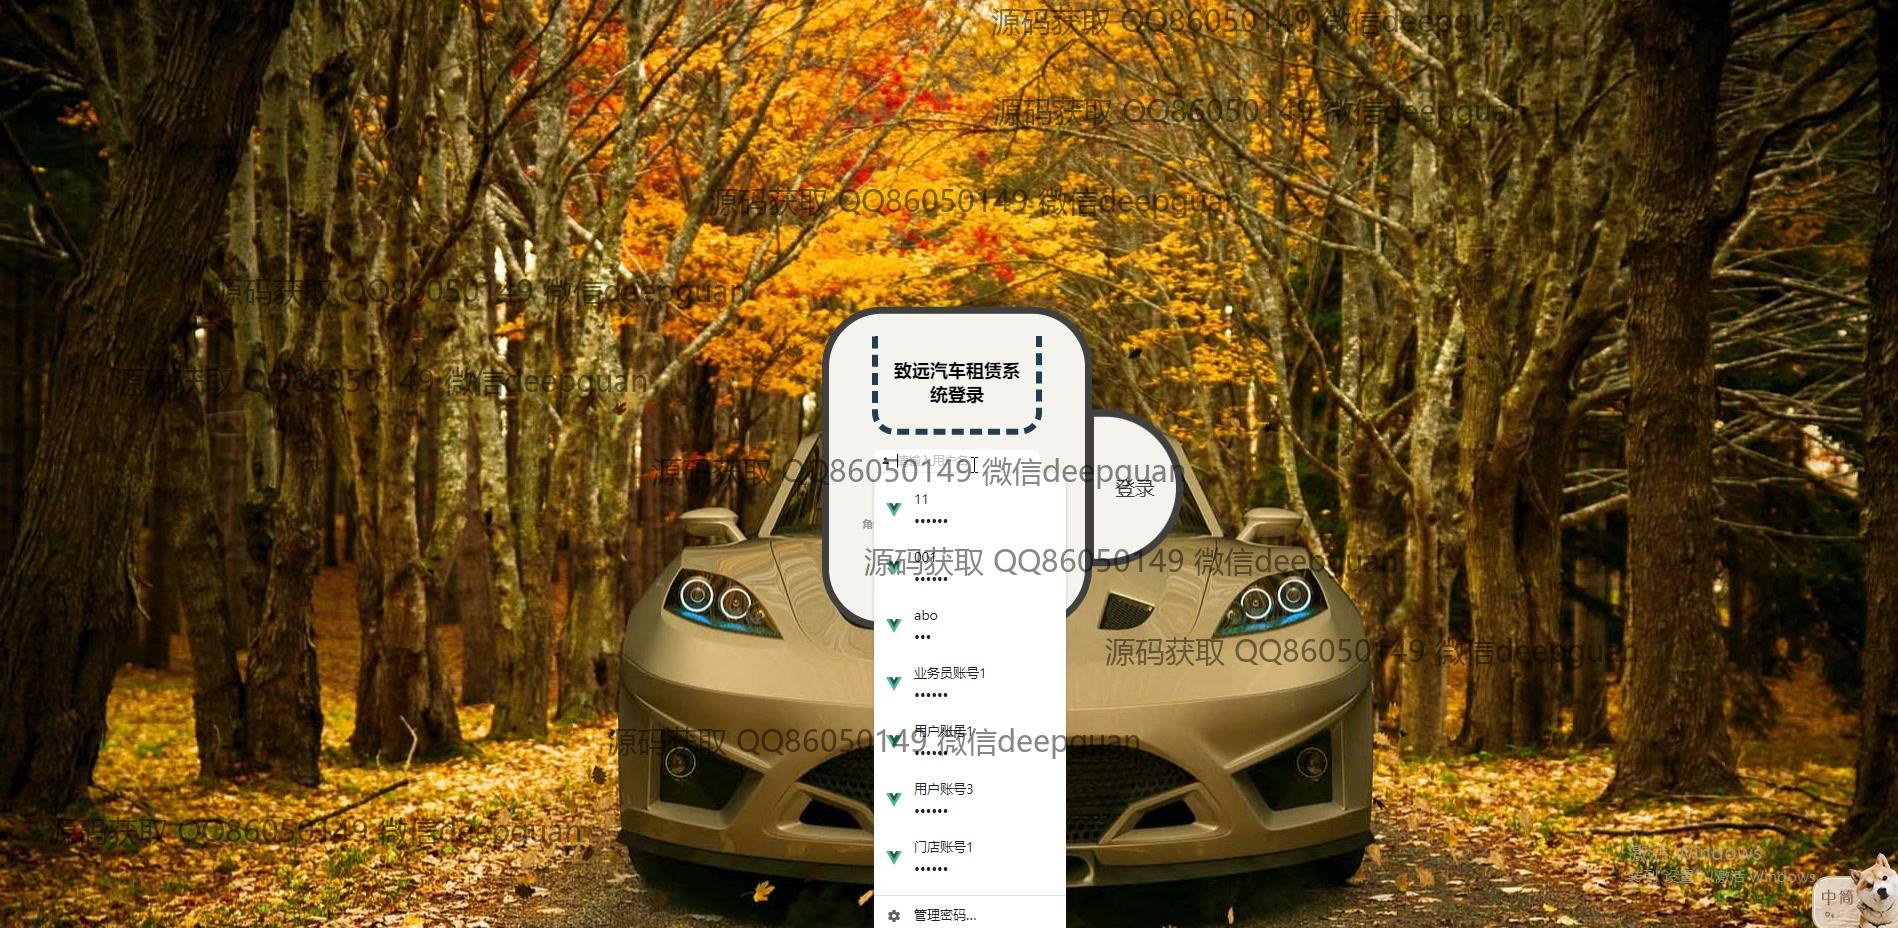 源码获取 QQ86050149 微信deepguan
源码获取 QQ86050149 微信deepguan
源码获取 QQ86050149 微信deepguan
源码获取 QQ86050149 微信deepguan
致远汽车租赁系
统登录
源码获取 QQ86050149 微信deepguan
请输入用户名
源码获取 QQ86050149 微信deepguan
登录
11
••••••
角
001
••••••
源码获取 QQ86050149 微信deepguan
abo
•••
源码获取 QQ86050149 微信deepguan
业务员账号1
••••••
用户账号1
••••••
源码获取 QQ86050149 微信deepguan
用户账号3
••••••
源码获取 QQ86050149 微信deepguan
门店账号1
••••••
激活 Windows
转到"设置"以激活 Windows
中简
管理密码...